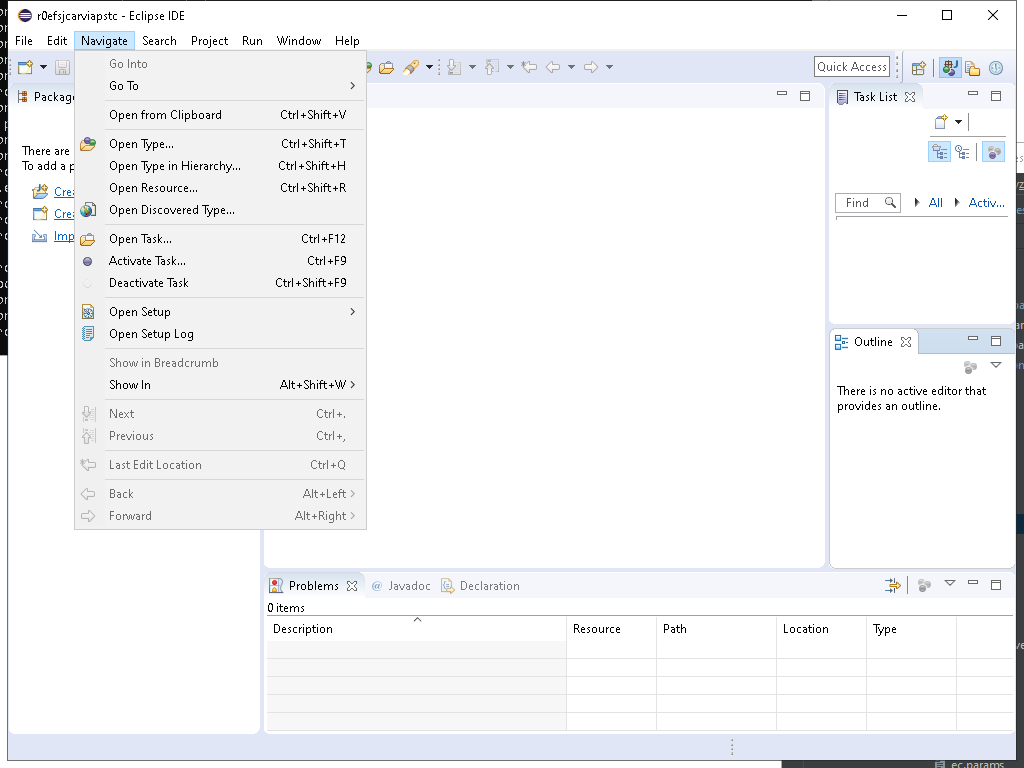 r0efsjcarviapstc - Eclipse IDE
File Edit Navigate Search Project Run Window Help
Quick Access
Go Into
Go To
Open from Clipboard Ctrl+Shift+V
Open Type... Ctrl+Shift+T
Open Type in Hierarchy... Ctrl+Shift+H
Open Resource... Ctrl+Shift+R
Open Discovered Type...
Open Task... Ctrl+F12
Activate Task... Ctrl+F9
Deactivate Task Ctrl+Shift+F9
Open Setup
Open Setup Log
Show in Breadcrumb
Show In Alt+Shift+W
Next Ctrl+.
Previous Ctrl+,
Last Edit Location Ctrl+Q
Back Alt+Left
Forward Alt+Right
Package
There are
To add a p
Crea
Crea
Imp
Task List
Find All Activ...
Outline
There is no active editor that
provides an outline.
Problems @ Javadoc Declaration
0 items
Description Resource Path Location Type
ec.params